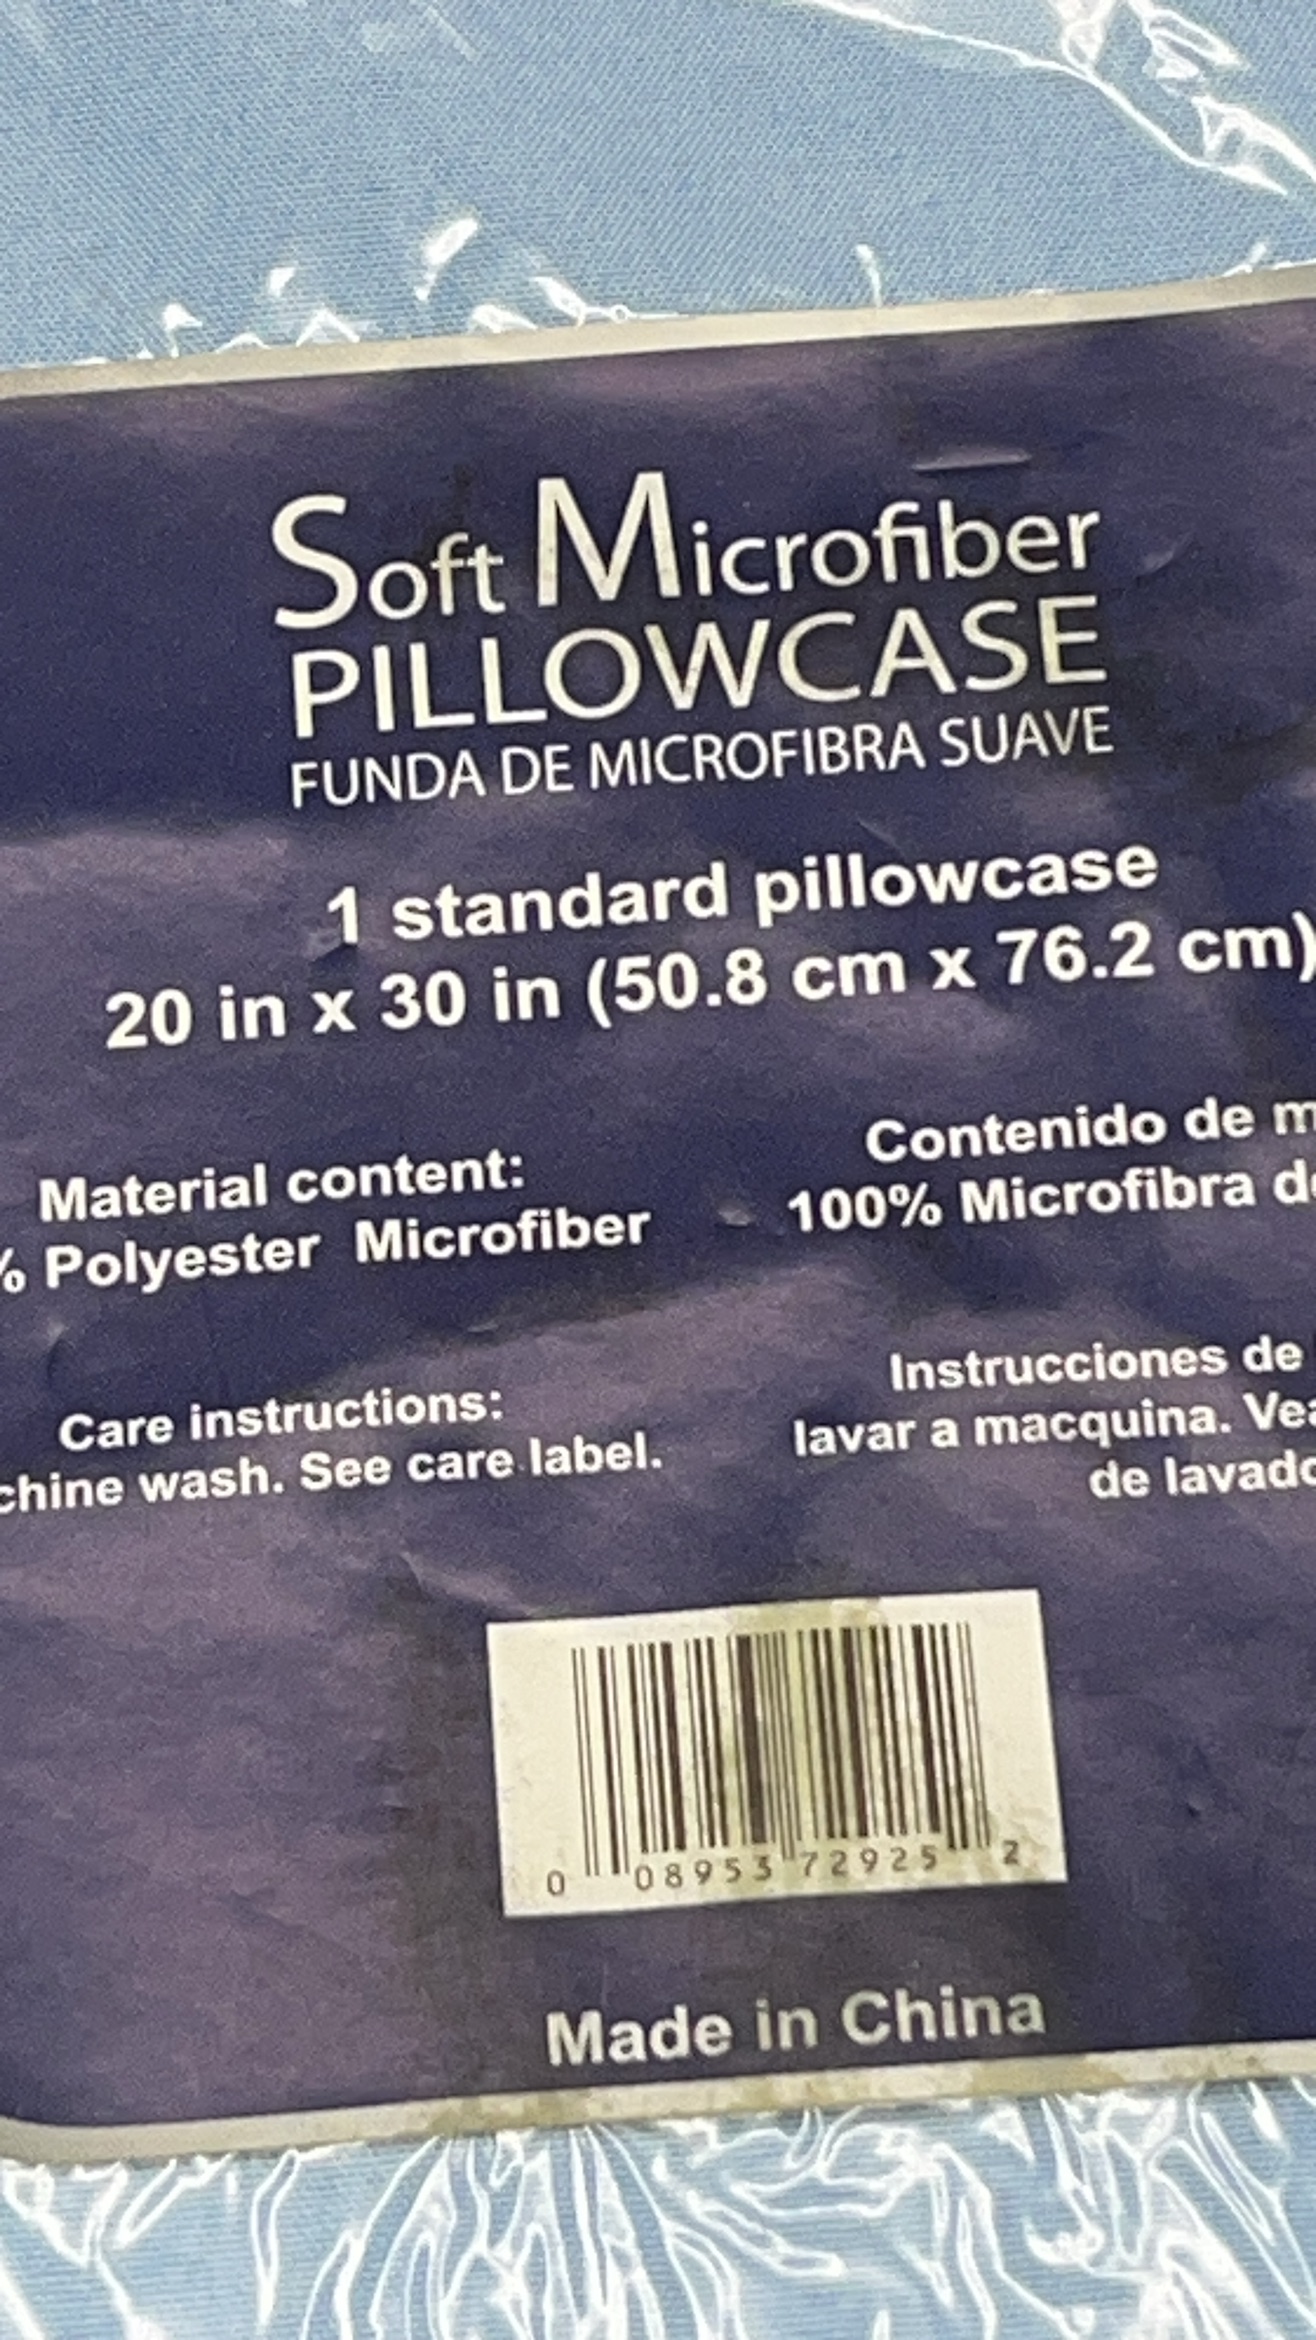 Soft Microfiber
PILLOWCASE
FUNDA DE MICROFIBRA SUAVE
1 standard pillowcase
20 in x 30 in (50.8 cm x 76.2 cm)
Material content:
% Polyester Microfiber
Contenido de m
100% Microfibra de
Care instructions:
chine wash. See care label.
Instrucciones de
lavar a macquina. Vea
de lavado
0 08953 72925 2
Made in China